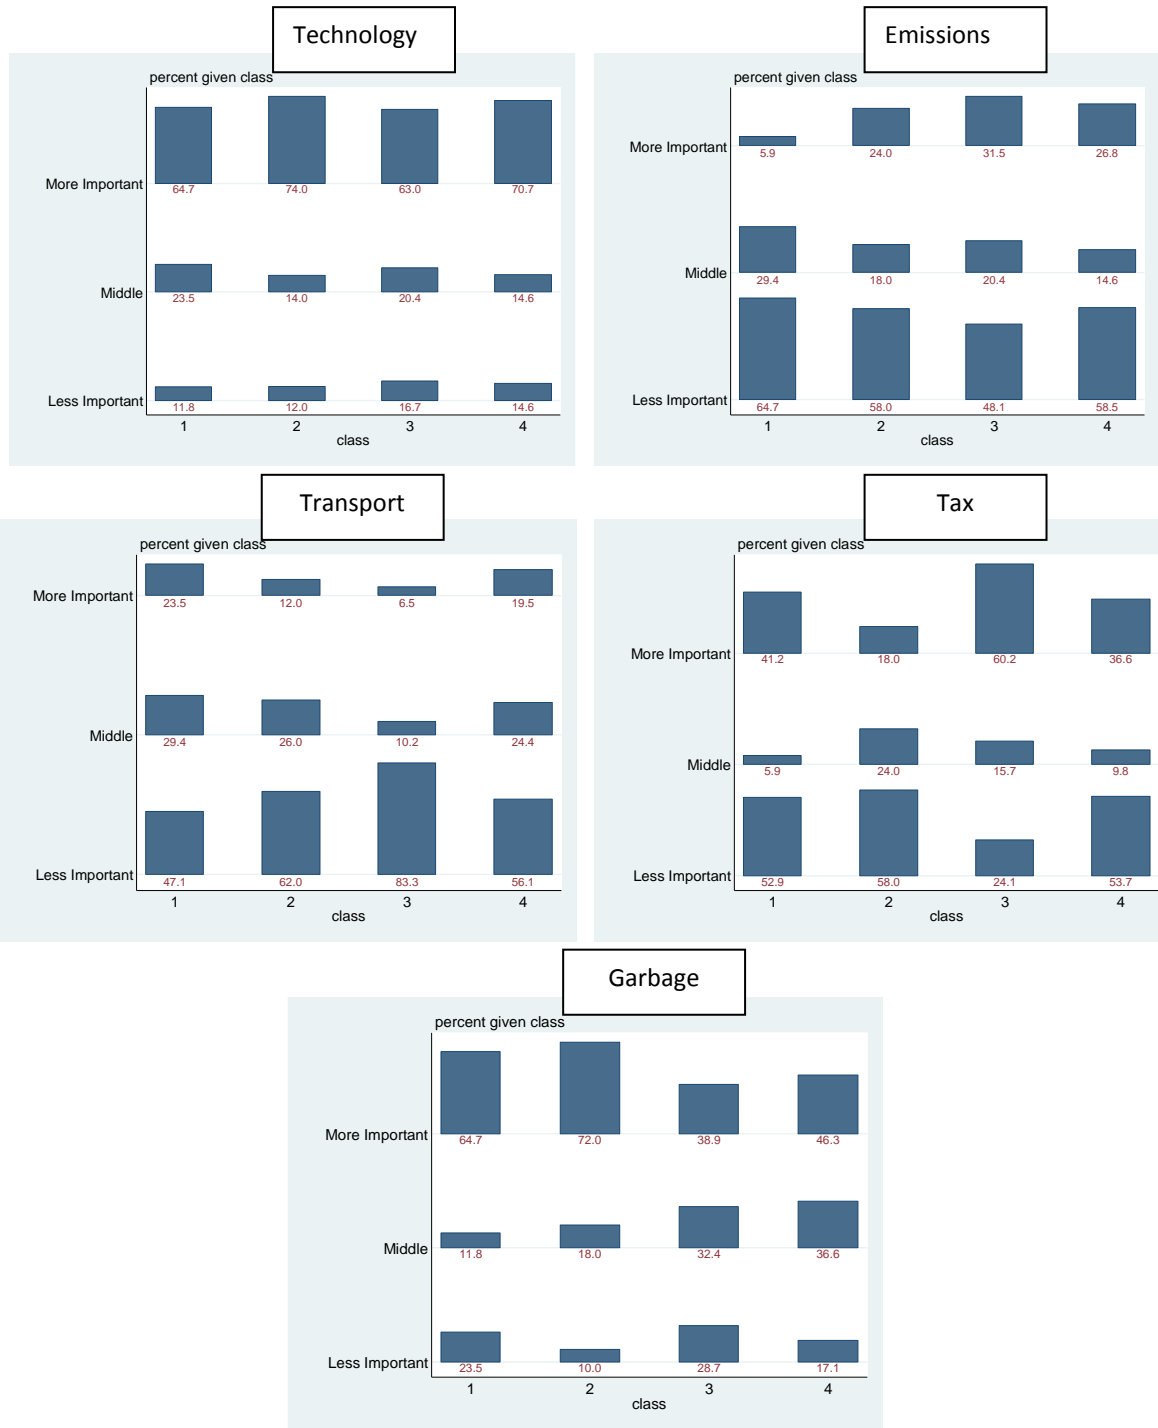 Technology
percent given class
More Important
64.7 74.0 63.0 70.7
Middle
23.5 14.0 20.4 14.6
Less Important
11.8 12.0 16.7 14.6
1 2 3 4
class
Emissions
percent given class
More Important
5.9 24.0 31.5 26.8
Middle
29.4 18.0 20.4 14.6
Less Important
64.7 58.0 48.1 58.5
1 2 3 4
class
Transport
percent given class
More Important
23.5 12.0 6.5 19.5
Middle
29.4 26.0 10.2 24.4
Less Important
47.1 62.0 83.3 56.1
1 2 3 4
class
Tax
percent given class
More Important
41.2 18.0 60.2 36.6
Middle
5.9 24.0 15.7 9.8
Less Important
52.9 58.0 24.1 53.7
1 2 3 4
class
Garbage
percent given class
More Important
64.7 72.0 38.9 46.3
Middle
11.8 18.0 32.4 36.6
Less Important
23.5 10.0 28.7 17.1
1 2 3 4
class